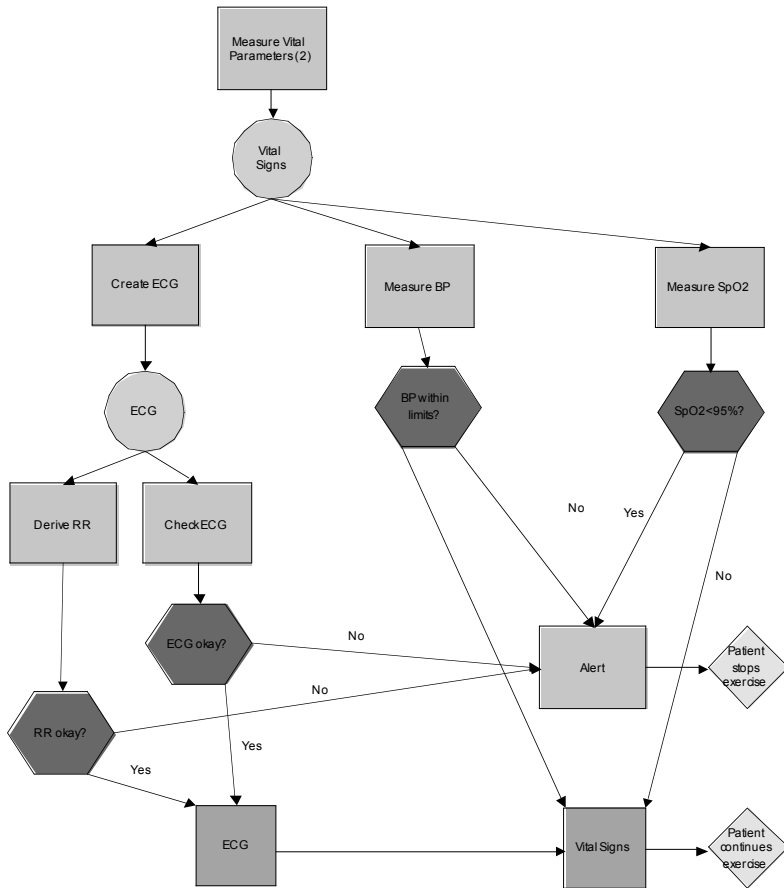 Measure Vital
Parameters (2)
Vital
Signs
Create ECG
Measure BP
Measure SpO2
ECG
BP within
limits?
SpO2<95%?
Derive RR
CheckECG
No
Yes
No
ECG okay?
No
Alert
Patient
stops
exercise
No
RR okay?
Yes
Yes
ECG
Vital Signs
Patient
continues
exercise